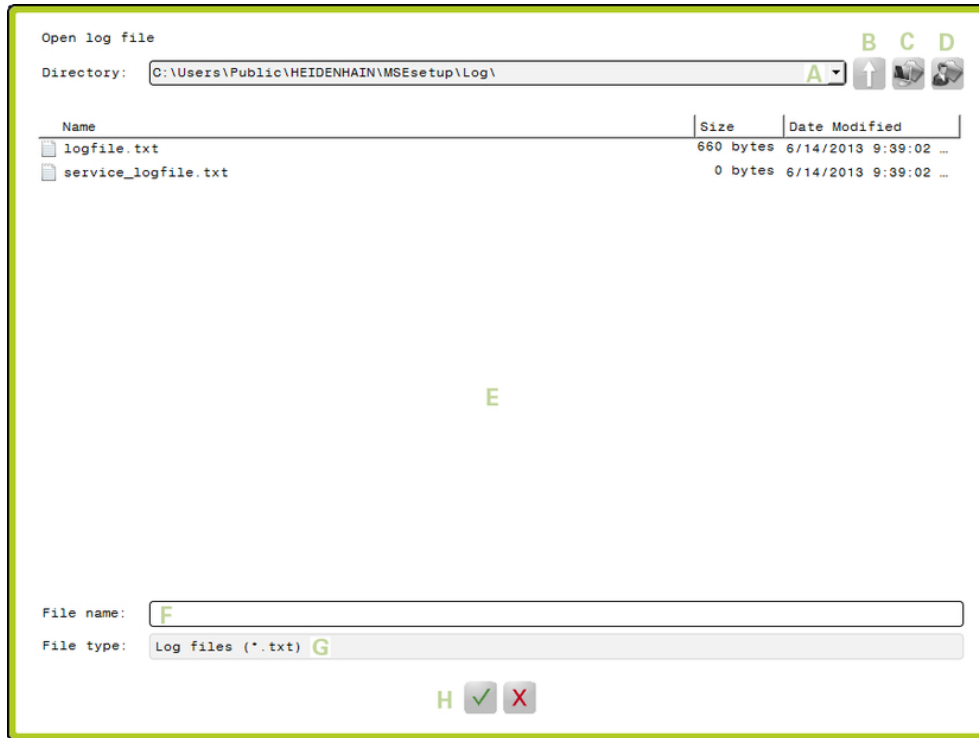 Open log file
B C D
Directory: C:\Users\Public\HEIDENHAIN\MSEsetup\Log\ A
Name Size Date Modified
logfile.txt 660 bytes 6/14/2013 9:39:02 …
service_logfile.txt 0 bytes 6/14/2013 9:39:02 …
E
File name: F
File type: Log files (*.txt) G
H